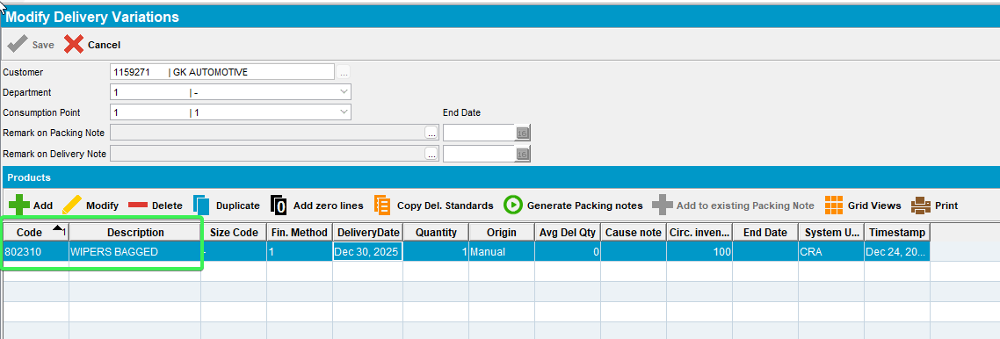 Modify Delivery Variations
Save Cancel
Customer 1159271 | GK AUTOMOTIVE ...
Department 1 | -
Consumption Point 1 | 1 End Date
Remark on Packing Note ... 16
Remark on Delivery Note ... 16
Products
Add Modify Delete Duplicate 0 Add zero lines Copy Del. Standards Generate Packing notes Add to existing Packing Note Grid Views Print
Code 1 Description Size Code Fin. Method DeliveryDate Quantity Origin Avg Del Qty Cause note Circ. inven... End Date System U... Timestamp
802310 WIPERS BAGGED - 1 Dec 30, 2025 1 Manual 0 100 CRA Dec 24, 20...